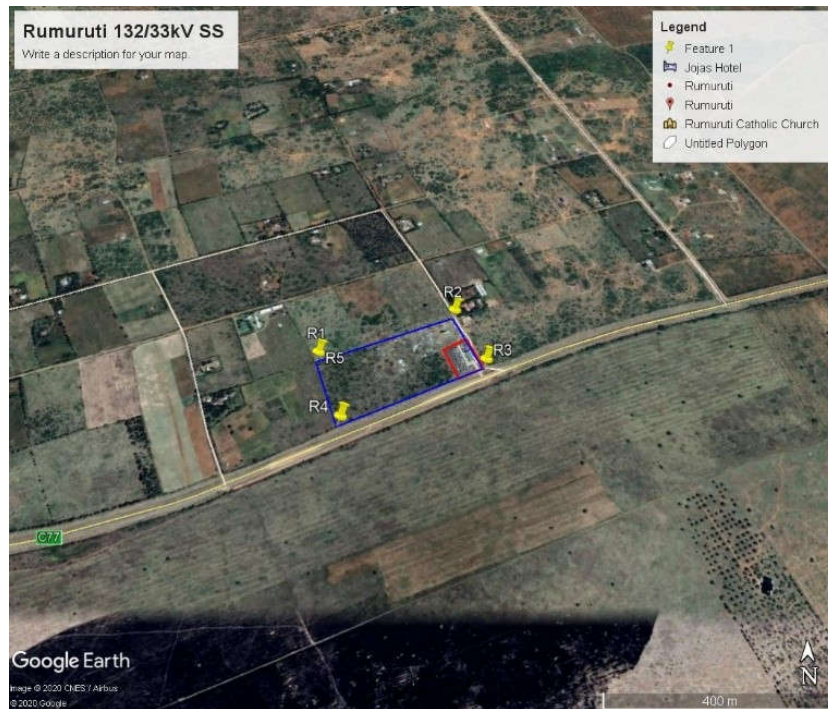 Rumuruti 132/33kV SS
Write a description for your map.
Legend
Feature 1
Jojas Hotel
Rumuruti
Rumuruti
Rumuruti Catholic Church
Untitled Polygon
R2
R1
R3
R5
R4
C77
Google Earth
N
Image © 2020 CNES / Airbus
© 2020 Google
400 m